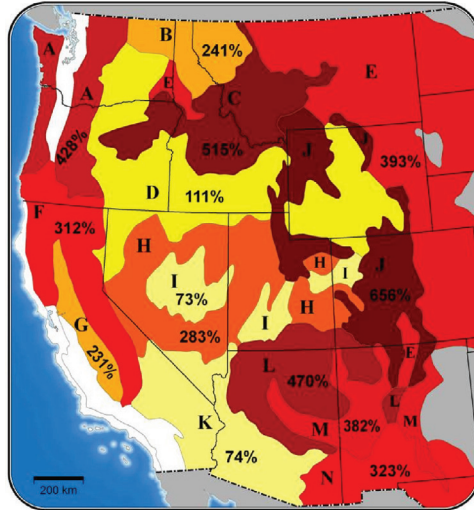 B
241%
A
E
A
E
C
428%
515%
J
J
393%
D
111%
F
312%
H
H
I
J
I
73%
H
656%
G
283%
I
231%
L
E
470%
L
K
M
382%
M
74%
N
323%
200 km